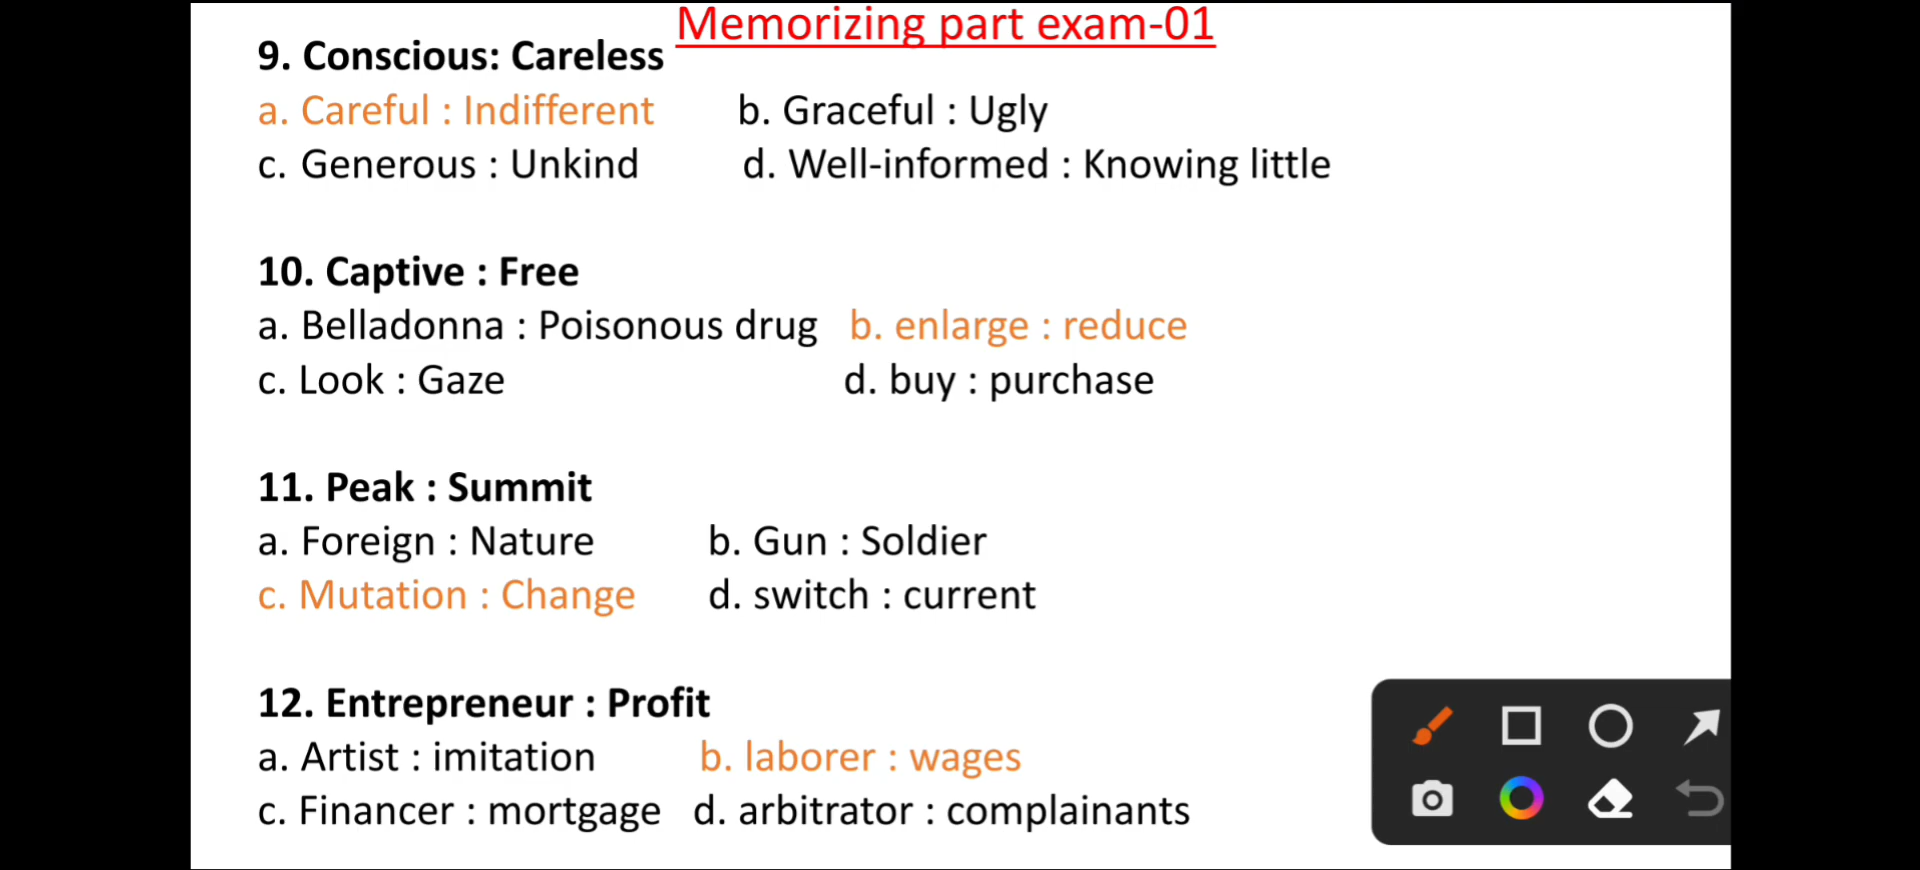 Memorizing part exam-01
9. Conscious: Careless
a. Careful : Indifferent b. Graceful : Ugly
c. Generous : Unkind d. Well-informed : Knowing little
10. Captive : Free
a. Belladonna : Poisonous drug b. enlarge : reduce
c. Look : Gaze d. buy : purchase
11. Peak : Summit
a. Foreign : Nature b. Gun : Soldier
c. Mutation : Change d. switch : current
12. Entrepreneur : Profit
a. Artist : imitation b. laborer : wages
c. Financer : mortgage d. arbitrator : complainants